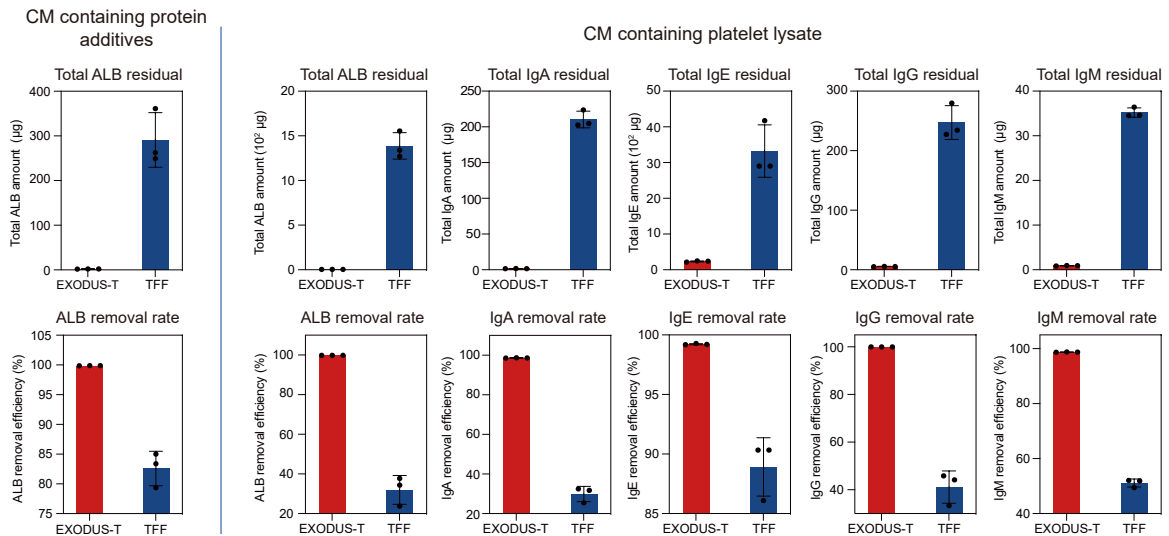 CM containing protein
additives
CM containing platelet lysate
Total ALB residual
Total ALB amount (µg)
400
300
200
100
0
EXODUS-T TFF
Total ALB residual
Total ALB amount (10² µg)
20
15
10
5
0
EXODUS-T TFF
Total IgA residual
Total IgA amount (µg)
250
200
150
100
50
0
EXODUS-T TFF
Total IgE residual
Total IgE amount (10² µg)
50
40
30
20
10
0
EXODUS-T TFF
Total IgG residual
Total IgG amount (µg)
300
200
100
0
EXODUS-T TFF
Total IgM residual
Total IgM amount (µg)
40
30
20
10
0
EXODUS-T TFF
ALB removal rate
ALB removal efficiency (%)
105
100
95
90
85
80
75
EXODUS-T TFF
ALB removal rate
ALB removal efficiency (%)
100
80
60
40
20
EXODUS-T TFF
IgA removal rate
IgA removal efficiency (%)
100
80
60
40
20
EXODUS-T TFF
IgE removal rate
IgE removal efficiency (%)
100
95
90
85
EXODUS-T TFF
IgG removal rate
IgG removal efficiency (%)
100
80
60
40
EXODUS-T TFF
IgM removal rate
IgM removal efficiency (%)
100
80
60
40
EXODUS-T TFF